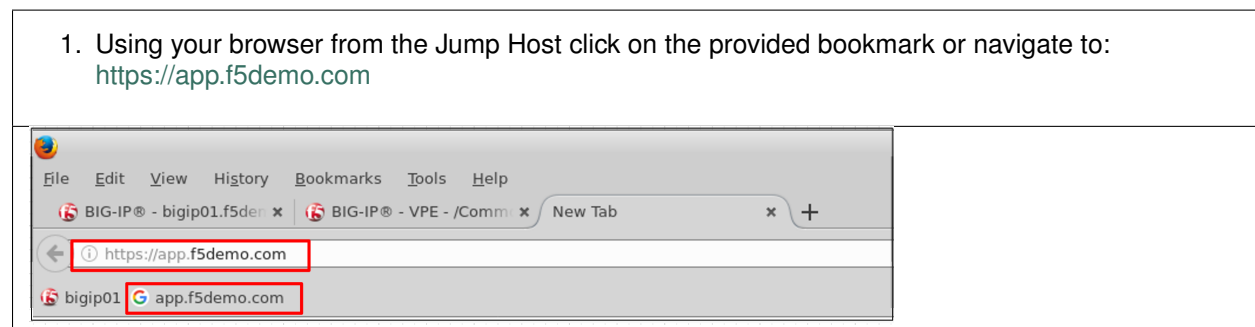 1. Using your browser from the Jump Host click on the provided bookmark or navigate to:
https://app.f5demo.com
File Edit View History Bookmarks Tools Help
BIG-IP® - bigip01.f5den × BIG-IP® - VPE - /Comm × New Tab × +
https://app.f5demo.com
bigip01 app.f5demo.com